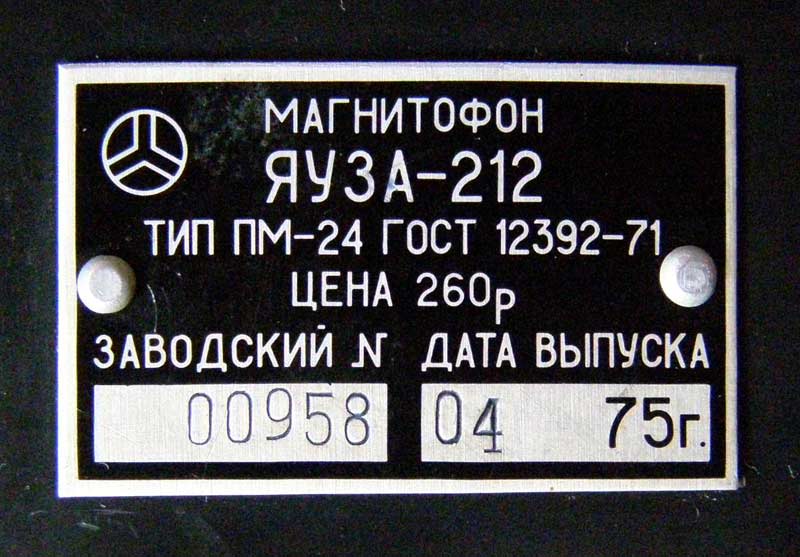 МАГНИТОФОН
ЯУЗА-212
ТИП ПМ-24 ГОСТ 12392-71
ЦЕНА 260р
ЗАВОДСКИЙ N ДАТА ВЫПУСКА
00958 04 75г.